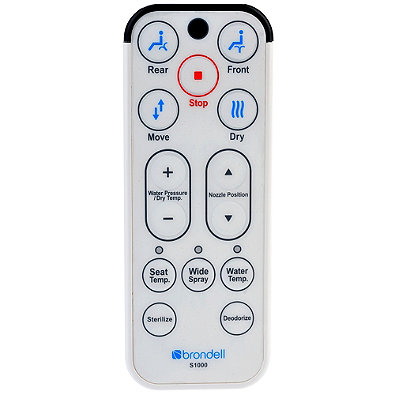 Rear
Front
Stop
Move
Dry
+
Water Pressure
/Dry Temp.
−
Nozzle Position
Seat
Temp.
Wide
Spray
Water
Temp.
Sterilize
Deodorize
brondell
S1000